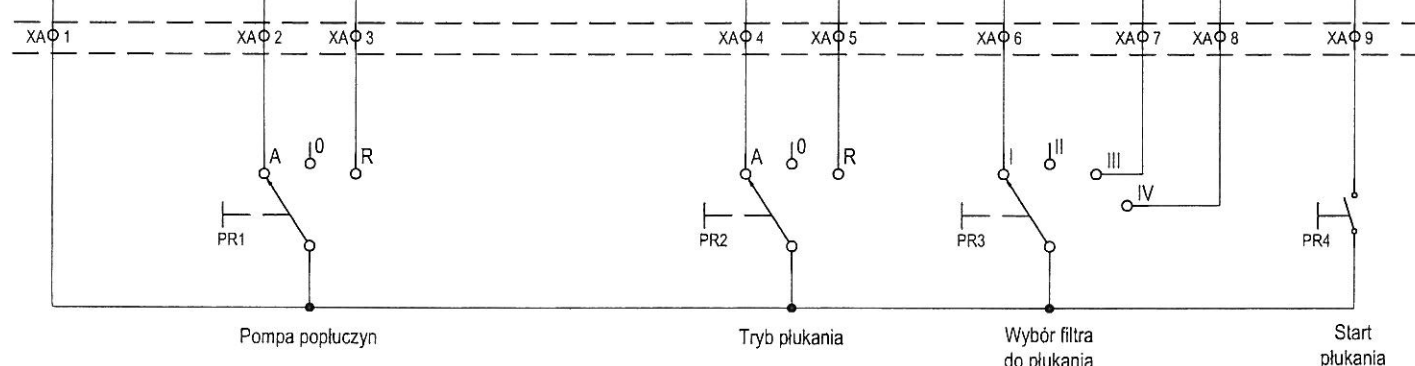 XA 1 XA 2 XA 3 XA 4 XA 5 XA 6 XA 7 XA 8 XA 9
A 0 R A 0 R I II III
IV
PR1 PR2 PR3 PR4
Pompa popłuczyn Tryb płukania Wybór filtra Start
do płukania płukania